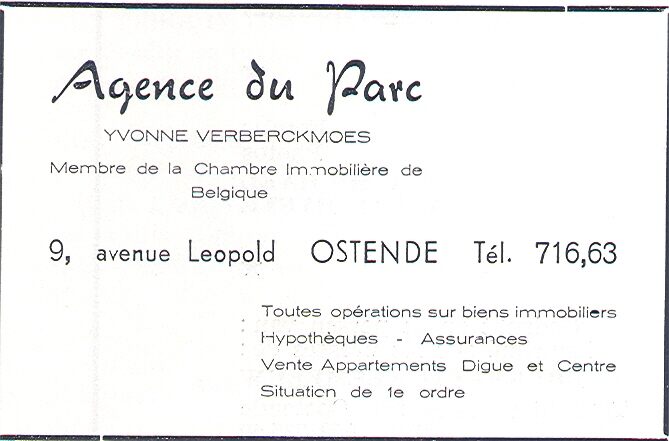 Agence du Parc
YVONNE VERBERCKMOES
Membre de la Chambre Immobilière de
Belgique
9, avenue Leopold OSTENDE Tél. 716,63
Toutes opérations sur biens immobiliers
Hypothèques - Assurances
Vente Appartements Digue et Centre
Situation de 1e ordre